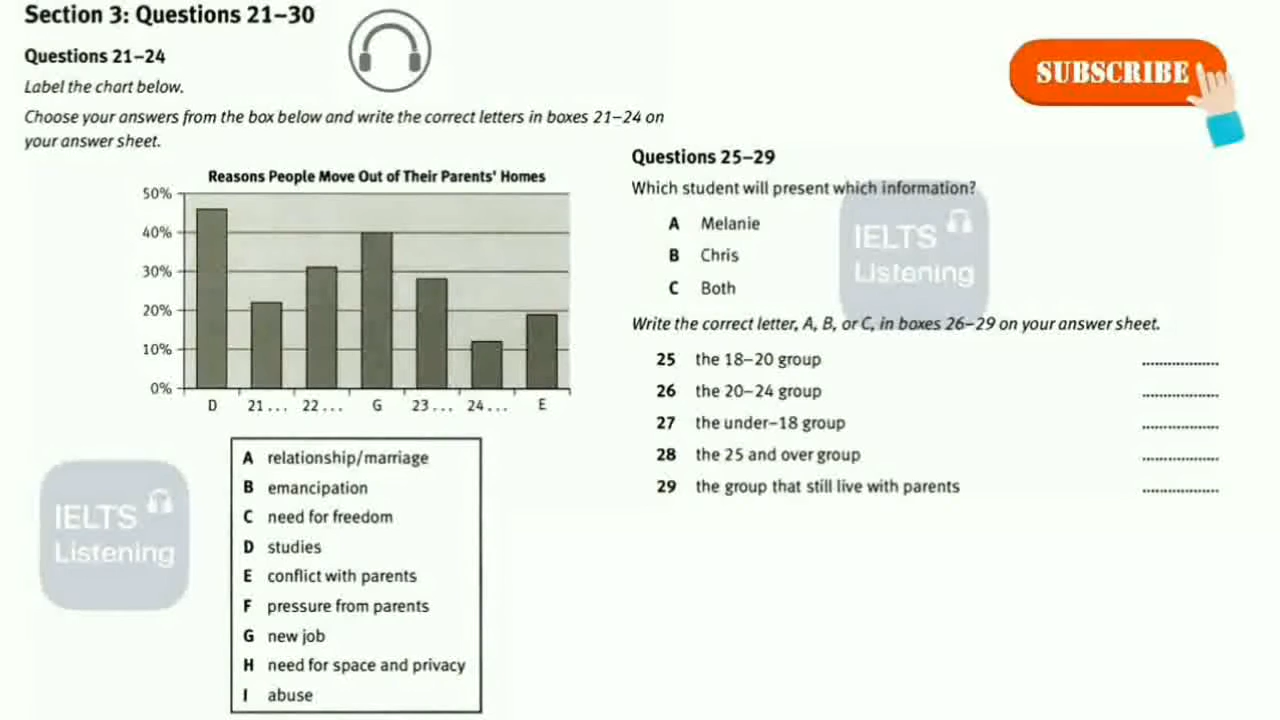 Section 3: Questions 21–30
Questions 21–24
Label the chart below.
Choose your answers from the box below and write the correct letters in boxes 21–24 on
your answer sheet.
Reasons People Move Out of Their Parents' Homes
50%
40%
30%
20%
10%
0%
D 21... 22... G 23... 24... E
A relationship/marriage
B emancipation
C need for freedom
D studies
E conflict with parents
F pressure from parents
G new job
H need for space and privacy
I abuse
IELTS
Listening
SUBSCRIBE
Questions 25–29
Which student will present which information?
A Melanie
B Chris
C Both
IELTS
Listening
Write the correct letter, A, B, or C, in boxes 26–29 on your answer sheet.
25 the 18–20 group ...................
26 the 20–24 group ...................
27 the under–18 group ...................
28 the 25 and over group ...................
29 the group that still live with parents ...................